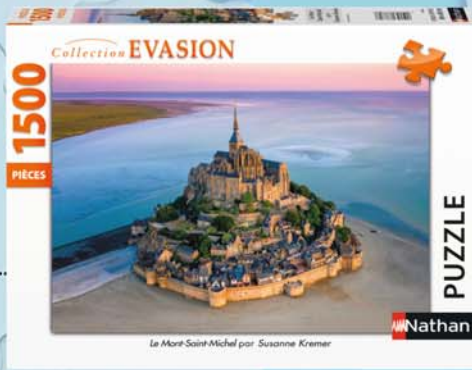 1500
PIÈCES
Collection EVASION
PUZZLE
Nathan
Le Mont-Saint-Michel par Susanne Kremer